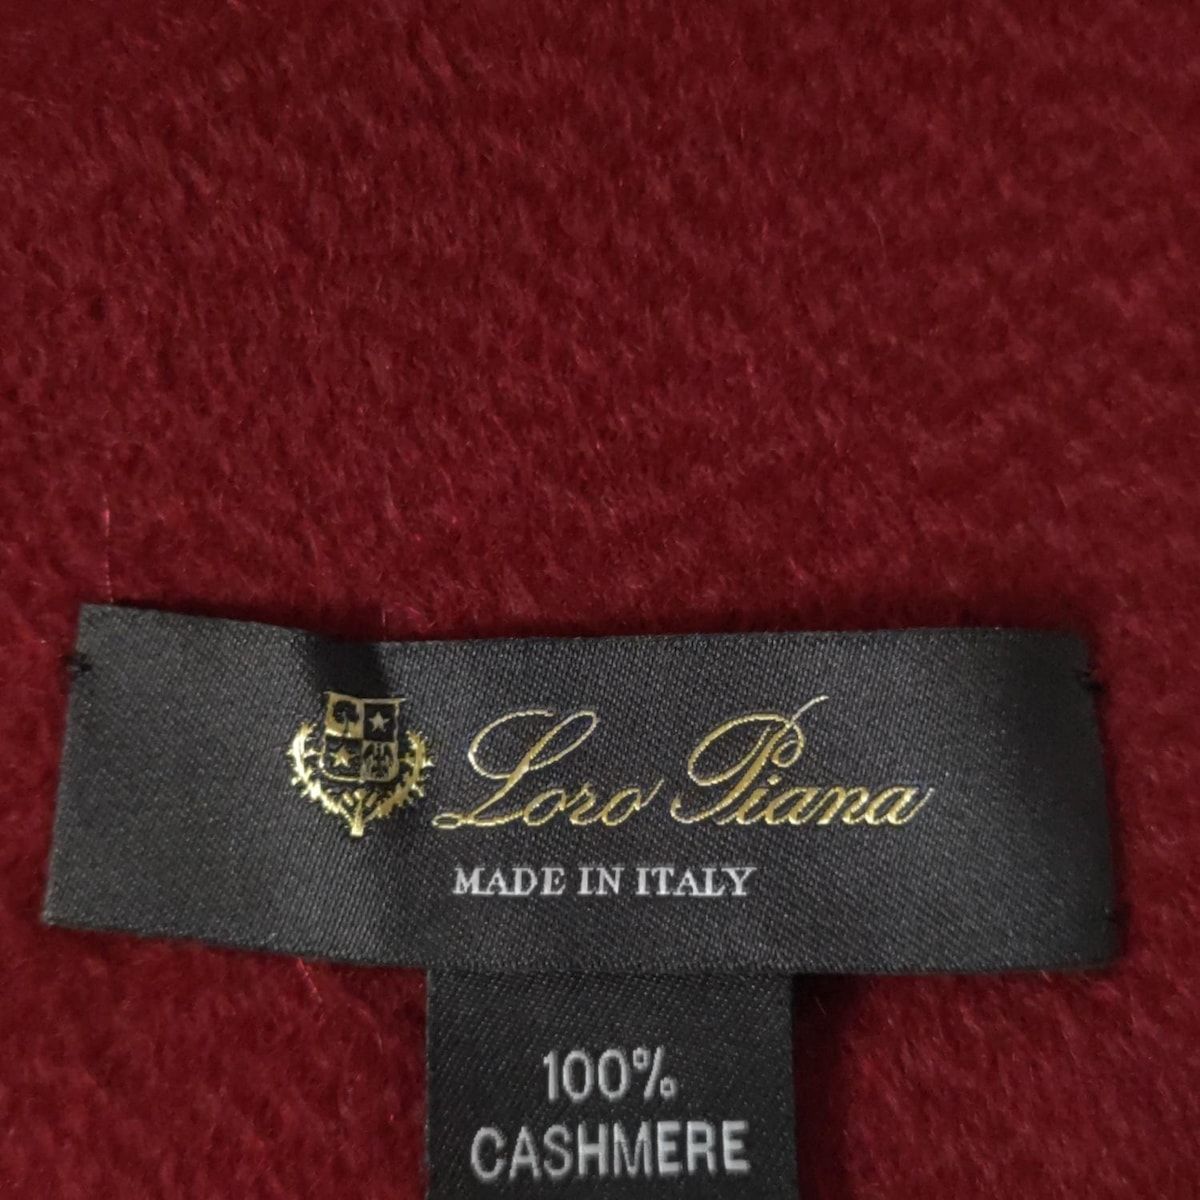 Loro Piana
MADE IN ITALY
100%
CASHMERE